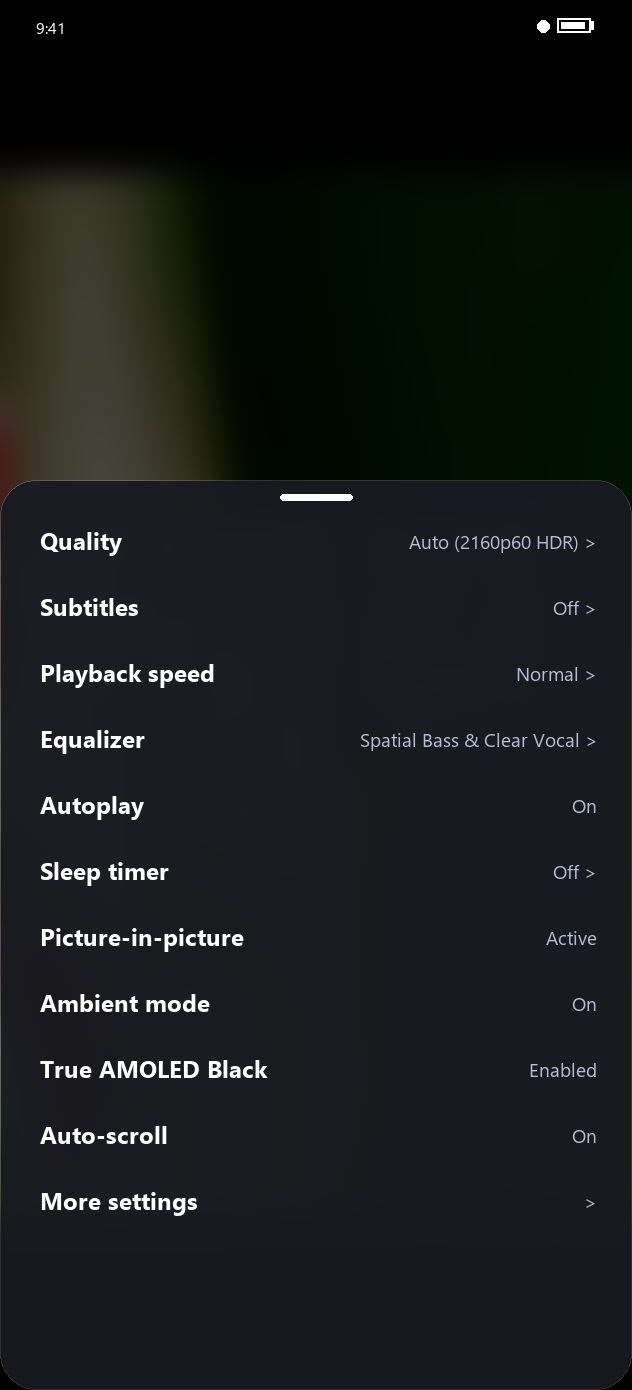 9:41
Quality Auto (2160p60 HDR) >
Subtitles Off >
Playback speed Normal >
Equalizer Spatial Bass & Clear Vocal >
Autoplay On
Sleep timer Off >
Picture-in-picture Active
Ambient mode On
True AMOLED Black Enabled
Auto-scroll On
More settings >